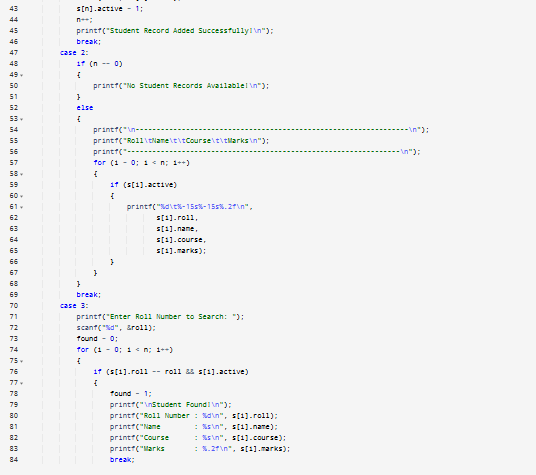 43 s[n].active = 1;
44 n++;
45 printf("Student Record Added Successfully!\n");
46 break;
47 case 2:
48 if (n == 0)
49 {
50 printf("No Student Records Available!\n");
51 }
52 else
53 {
54 printf("\n--------------------------------------------------------------------\n");
55 printf("Roll\tName\t\tCourse\t\tMarks\n");
56 printf("--------------------------------------------------------------------\n");
57 for (i = 0; i < n; i++)
58 {
59 if (s[i].active)
60 {
61 printf("%d\t%-15s%-15s%.2f\n",
62 s[i].roll,
63 s[i].name,
64 s[i].course,
65 s[i].marks);
66 }
67 }
68 }
69 break;
70 case 3:
71 printf("Enter Roll Number to Search: ");
72 scanf("%d", &roll);
73 found = 0;
74 for (i = 0; i < n; i++)
75 {
76 if (s[i].roll == roll && s[i].active)
77 {
78 found = 1;
79 printf("\nStudent Found!\n");
80 printf("Roll Number : %d\n", s[i].roll);
81 printf("Name        : %s\n", s[i].name);
82 printf("Course      : %s\n", s[i].course);
83 printf("Marks       : %.2f\n", s[i].marks);
84 break;